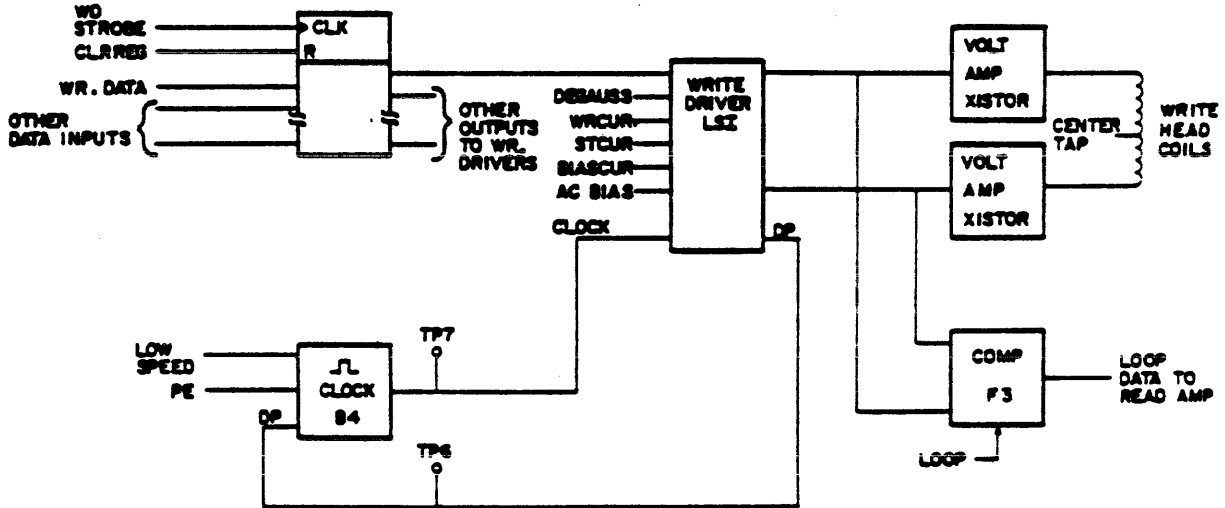 WD
STROBE
CLK
CLRREG
R
WR. DATA
OTHER
DATA INPUTS
OTHER
OUTPUTS
TO WR.
DRIVERS
DEGAUSS
WRCUR
STCUR
BIASCUR
AC BIAS
CLOCK
WRITE
DRIVER
LSI
DP
VOLT
AMP
XISTOR
CENTER
TAP
WRITE
HEAD
COILS
VOLT
AMP
XISTOR
LOW
SPEED
PE
DP
CLOCK
B4
TP7
TP6
COMP
F3
LOOP
LOOP
DATA TO
READ AMP